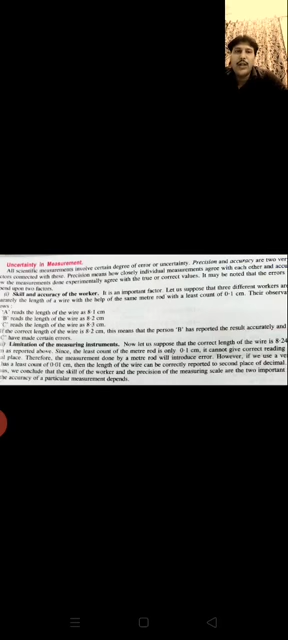 Uncertainty in Measurement.
All scientific measurements involve certain degree of error or uncertainty. Precision and accuracy are two ver
ctors connected with these. Precision means how closely individual measurements agree with each other and accu
w the measurements done experimentally agree with the true or correct values. It may be noted that the errors
pend upon two factors.
(i) Skill and accuracy of the worker. It is an important factor. Let us suppose that three different workers ar
arately the length of a wire with the help of the same metre rod with a least count of 0·1 cm. Their observa
ows :
'A' reads the length of the wire as 8·1 cm
'B' reads the length of the wire as 8·2 cm
'C' reads the length of the wire as 8·3 cm.
If the correct length of the wire is 8·2 cm, this means that the person 'B' has reported the result accurately and
'C' have made certain errors.
ii) Limitation of the measuring instruments. Now let us suppose that the correct length of the wire is 8·24
as reported above. Since, the least count of the metre rod is only 0·1 cm, it cannot give correct reading
al place. Therefore, the measurement done by a metre rod will introduce error. However, if we use a ve
has a least count of 0·01 cm, then the length of the wire can be correctly reported to second place of decimal
we conclude that the skill of the worker and the precision of the measuring scale are the two important
the accuracy of a particular measurement depends.